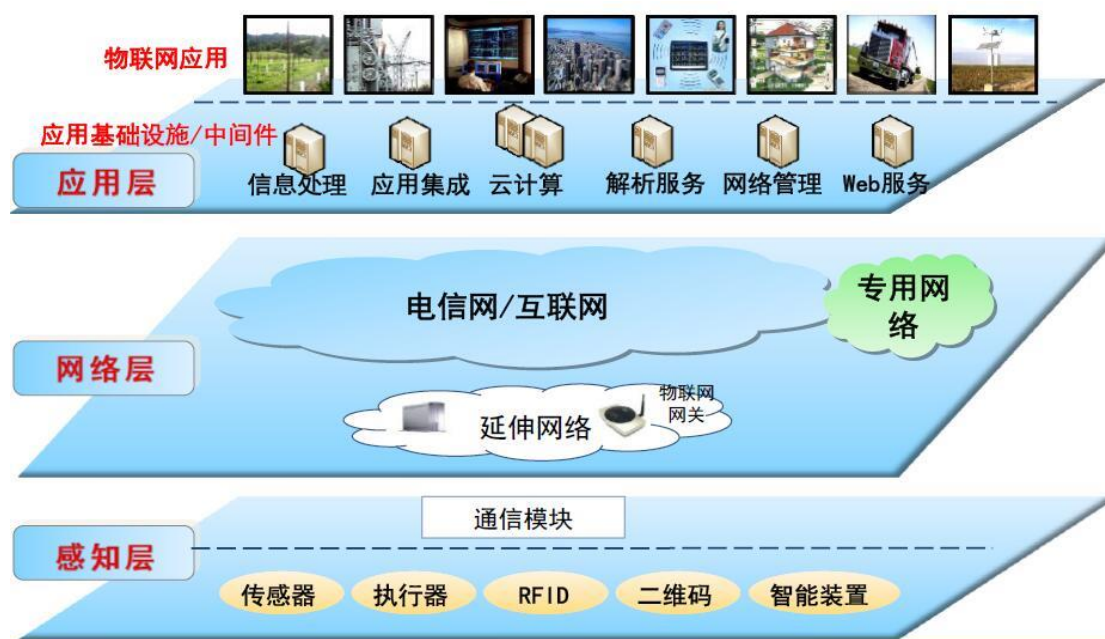 物联网应用
应用基础设施/中间件
应用层
信息处理 应用集成 云计算 解析服务 网络管理 Web服务
电信网/互联网
专用网
络
网络层
物联网
网关
延伸网络
通信模块
感知层
传感器 执行器 RFID 二维码 智能装置